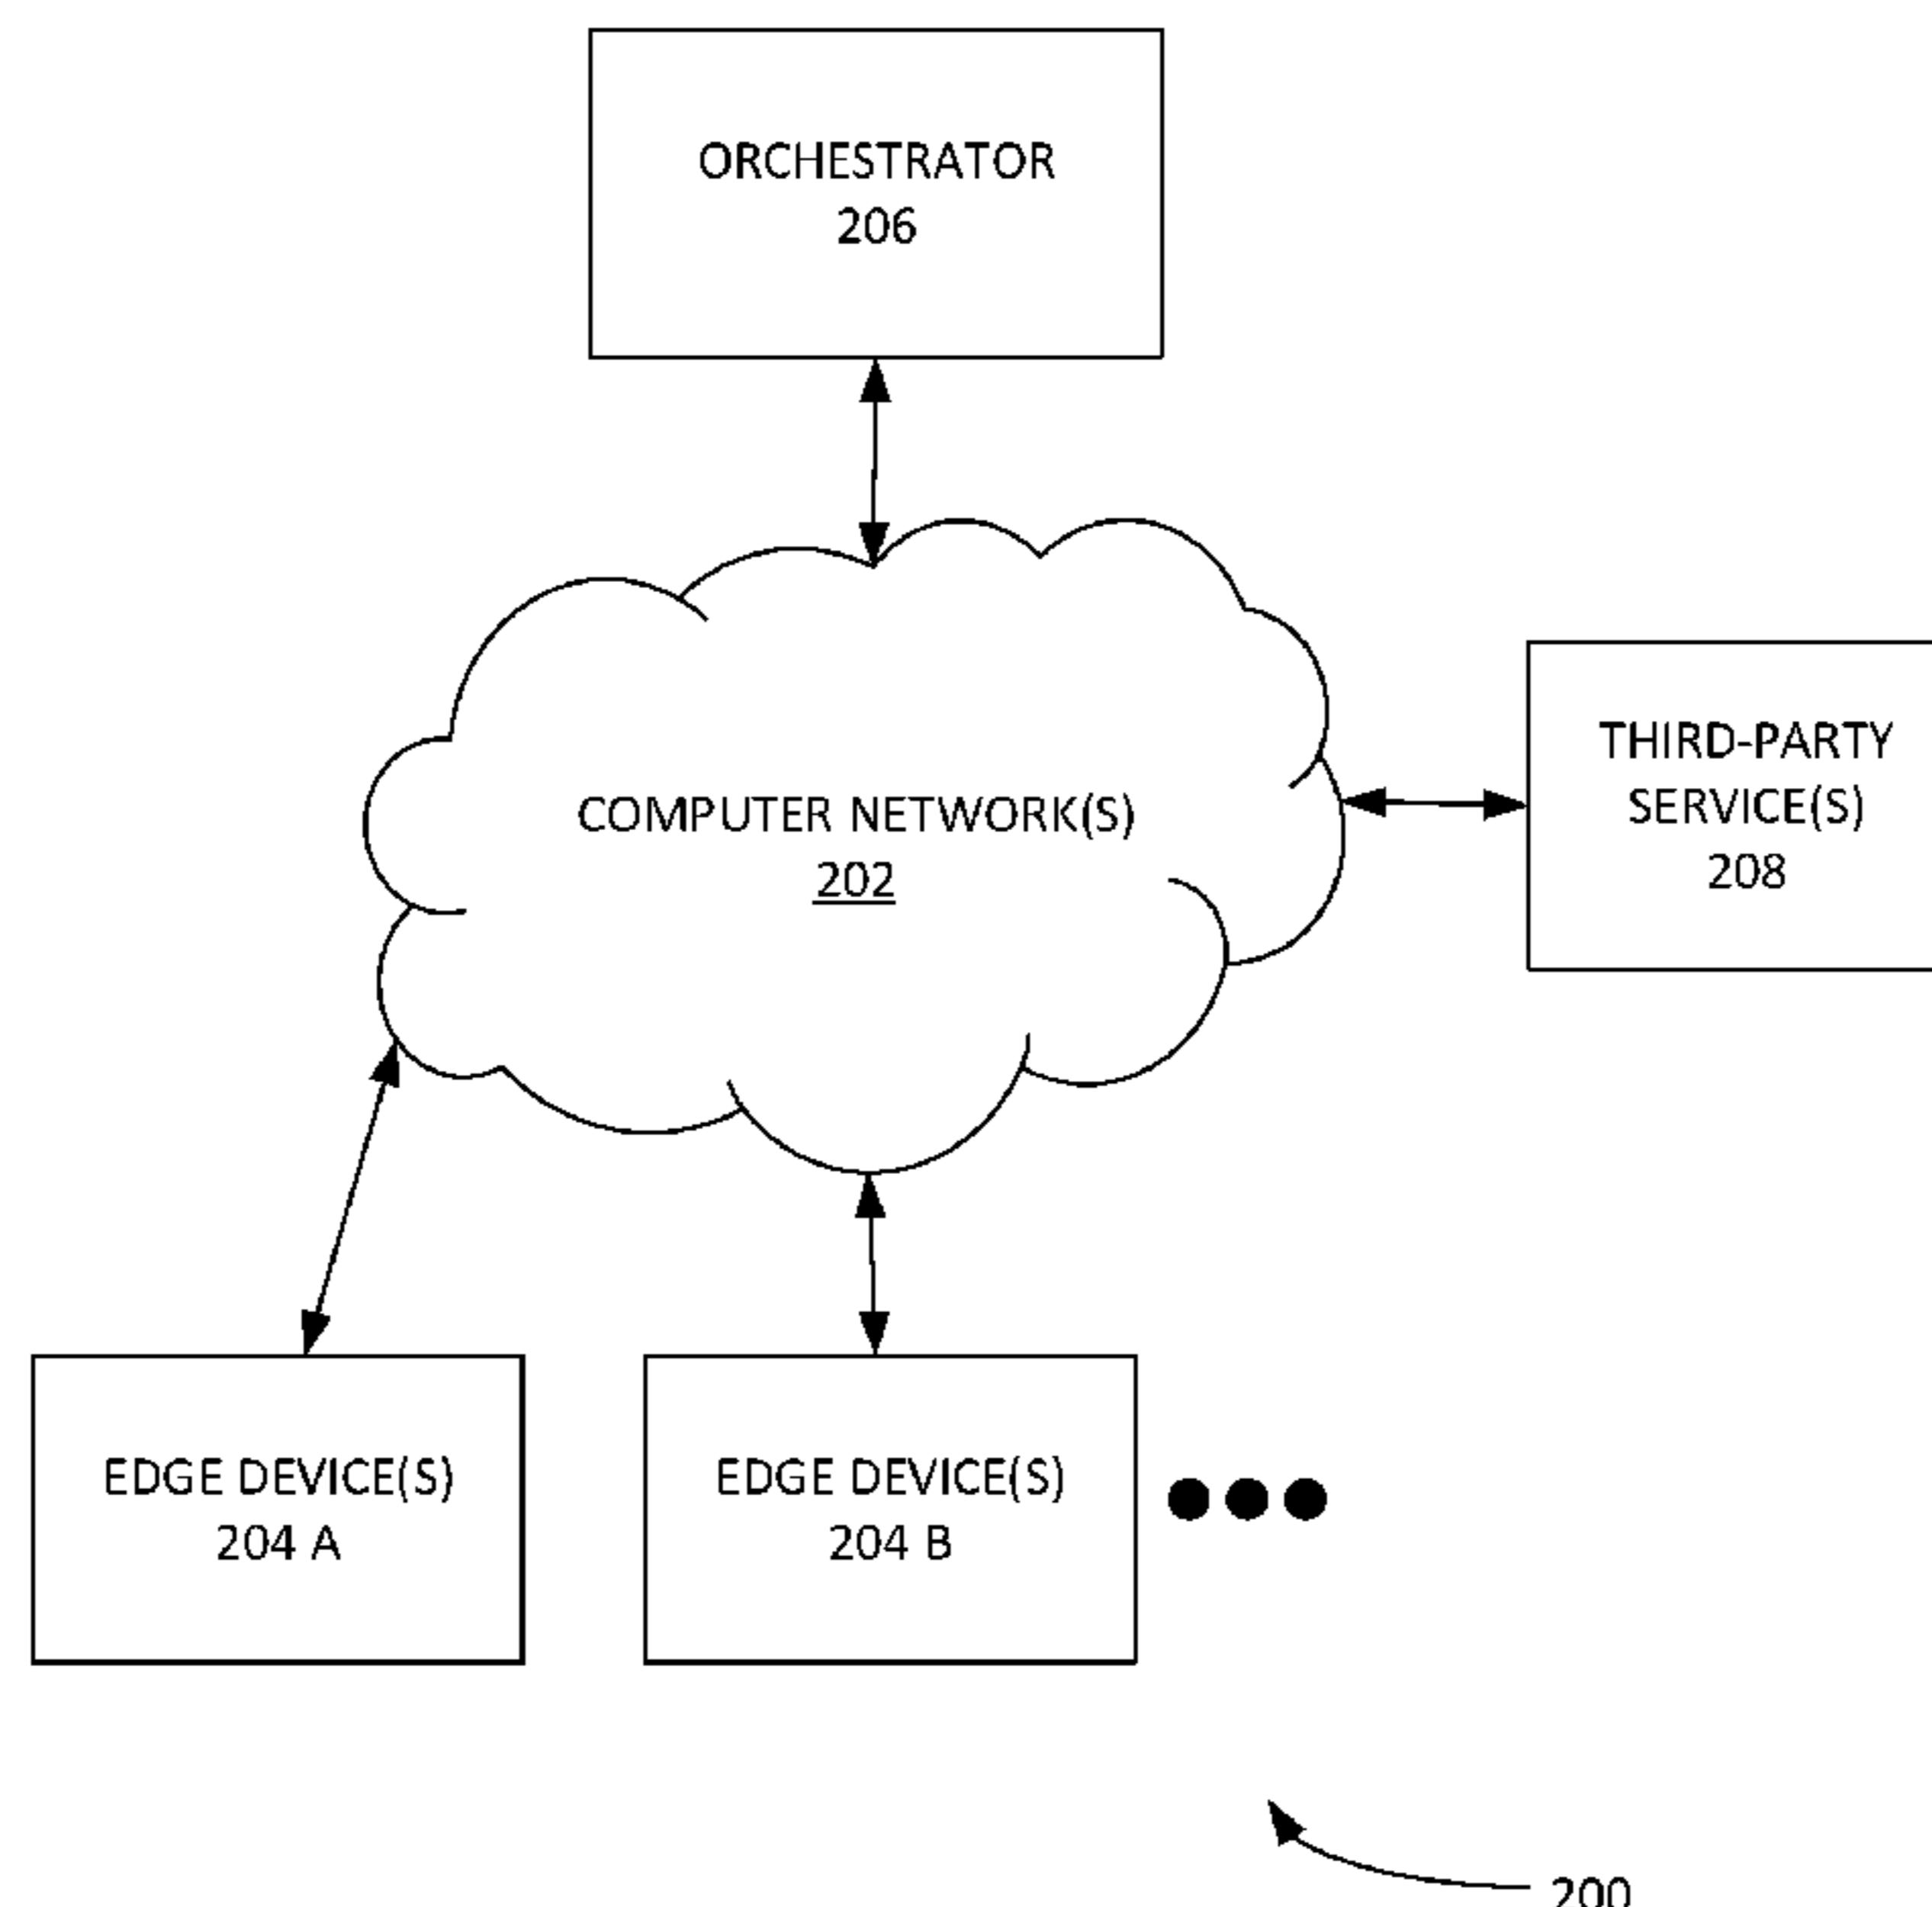 ORCHESTRATOR
206
COMPUTER NETWORK(S)
202
THIRD-PARTY
SERVICE(S)
208
EDGE DEVICE(S)
204 A
EDGE DEVICE(S)
204 B
200